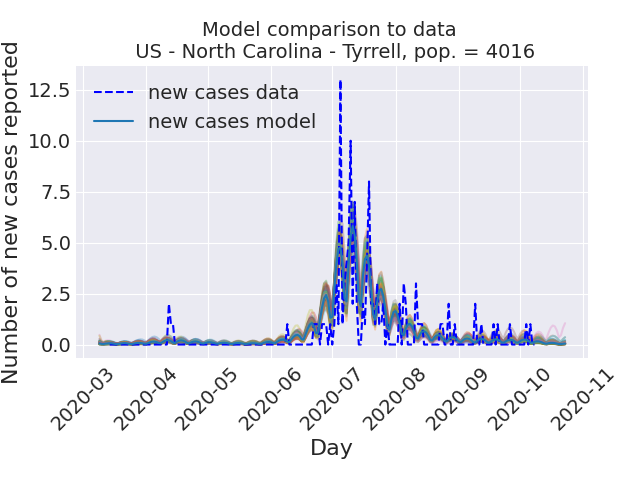 Model comparison to data
US - North Carolina - Tyrrell, pop. = 4016
Number of new cases reported
12.5
10.0
7.5
5.0
2.5
0.0
new cases data
new cases model
2020-03
2020-04
2020-05
2020-06
2020-07
2020-08
2020-09
2020-10
2020-11
Day